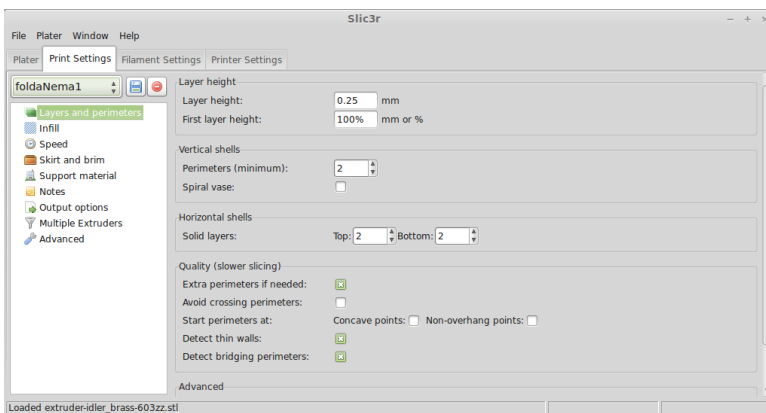 Slic3r
File Plater Window Help
Plater Print Settings Filament Settings Printer Settings
foldaNema1
Layers and perimeters
Infill
Speed
Skirt and brim
Support material
Notes
Output options
Multiple Extruders
Advanced
Layer height
Layer height: 0.25 mm
First layer height: 100% mm or %
Vertical shells
Perimeters (minimum): 2
Spiral vase:
Horizontal shells
Solid layers: Top: 2 Bottom: 2
Quality (slower slicing)
Extra perimeters if needed:
Avoid crossing perimeters:
Start perimeters at: Concave points: Non-overhang points:
Detect thin walls:
Detect bridging perimeters:
Advanced
Loaded extruder-idler_brass-603zz.stl